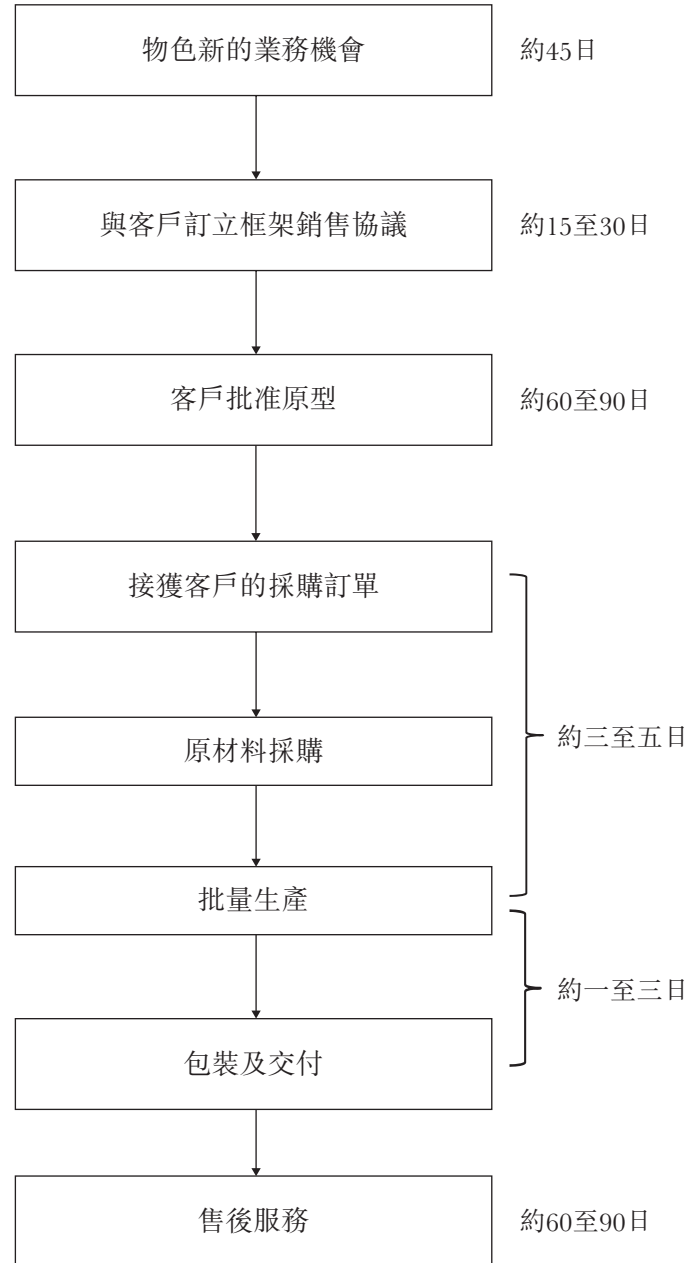 物色新的業務機會
約45日
與客戶訂立框架銷售協議
約15至30日
客戶批准原型
約60至90日
接獲客戶的採購訂單
原材料採購
約三至五日
批量生產
約一至三日
包裝及交付
售後服務
約60至90日